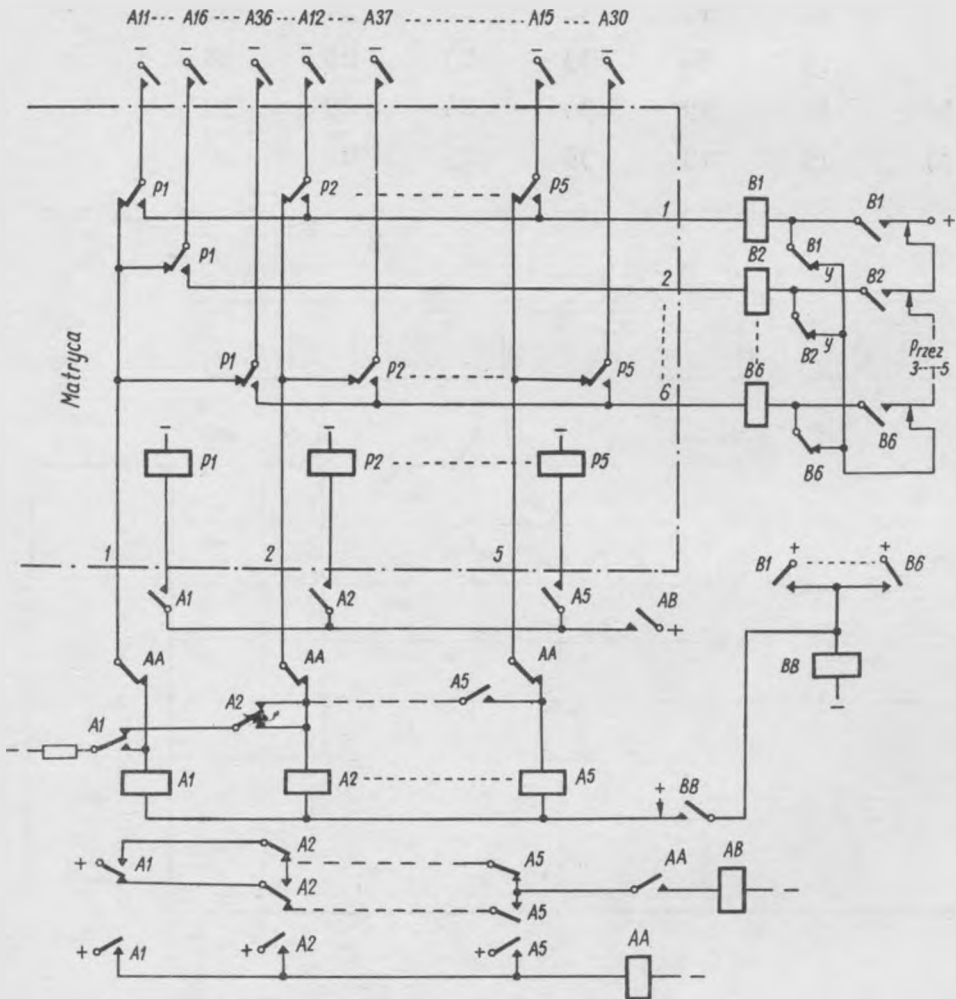 A11 A16 A36 A12 A37 A15 A30
P1 P2 P5 1 B1 B1 +
P1 2 B2 B1 y B2
Matryca P1 P2 P5 6 B6 B2 y Przez 3---5
B6 B6
P1 P2 P5
1 2 5 B1 + + B6
A1 A2 A5 AB +
AA AA AA BB
A1 A2 A5
A1 A2 A5 + BB
+ A1 A2 A5 AA AB
A2 A5
+ A1 + A2 + A5 AA